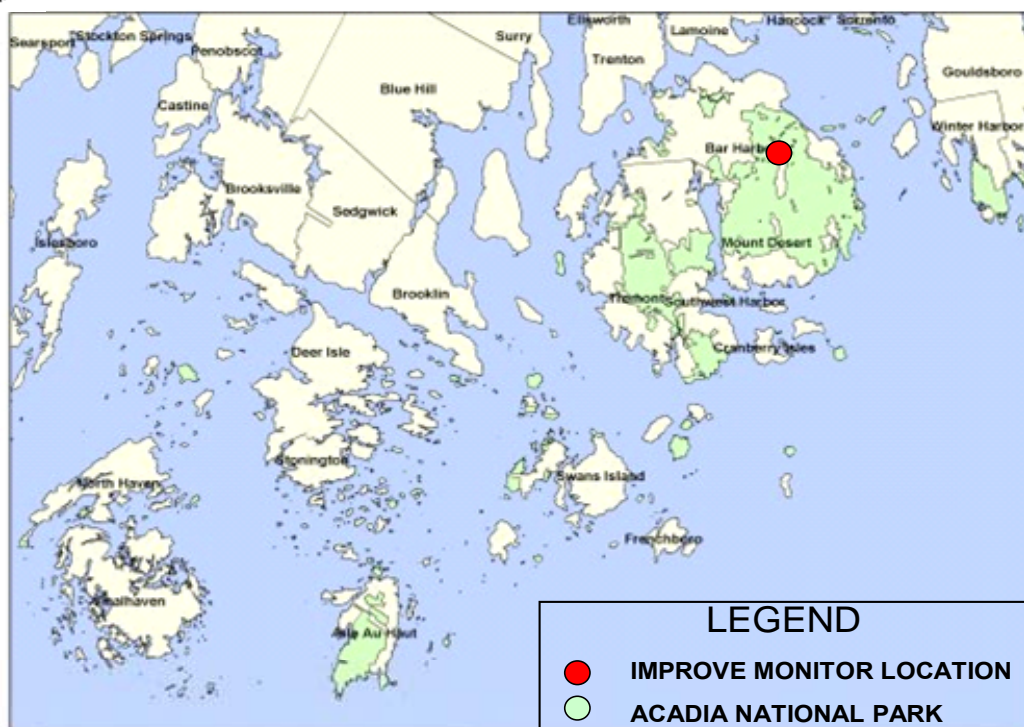 Ellsworth
Hancock
Sorrento
Stockton Springs
Searsport
Penobscot
Surry
Lamoine
Trenton
Gouldsboro
Blue Hill
Castine
Winter Harbor
Bar Harb
Brooksville
Sedgwick
Islesboro
Mount Desert
Brooklin
Tremont
Southwest Harbor
Cranberry Isles
Deer Isle
Stonington
Swans Island
North Haven
Frenchboro
Vinalhaven
Isle Au Haut
LEGEND
IMPROVE MONITOR LOCATION
ACADIA NATIONAL PARK